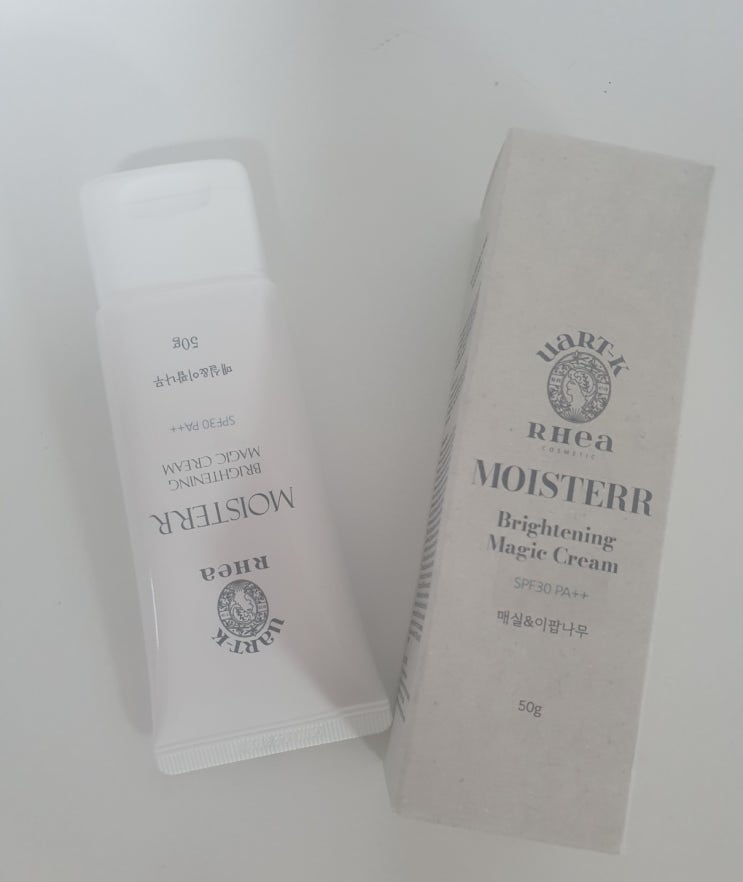 50g
매실&이팝나무
SPF30 PA++
BRIGHTENING
MAGIC CREAM
MOISTERR
RHea
UaRT-K
UaRT-K
RHea
COSMETIC
MOISTERR
Brightening
Magic Cream
SPF30 PA++
매실&이팝나무
50g